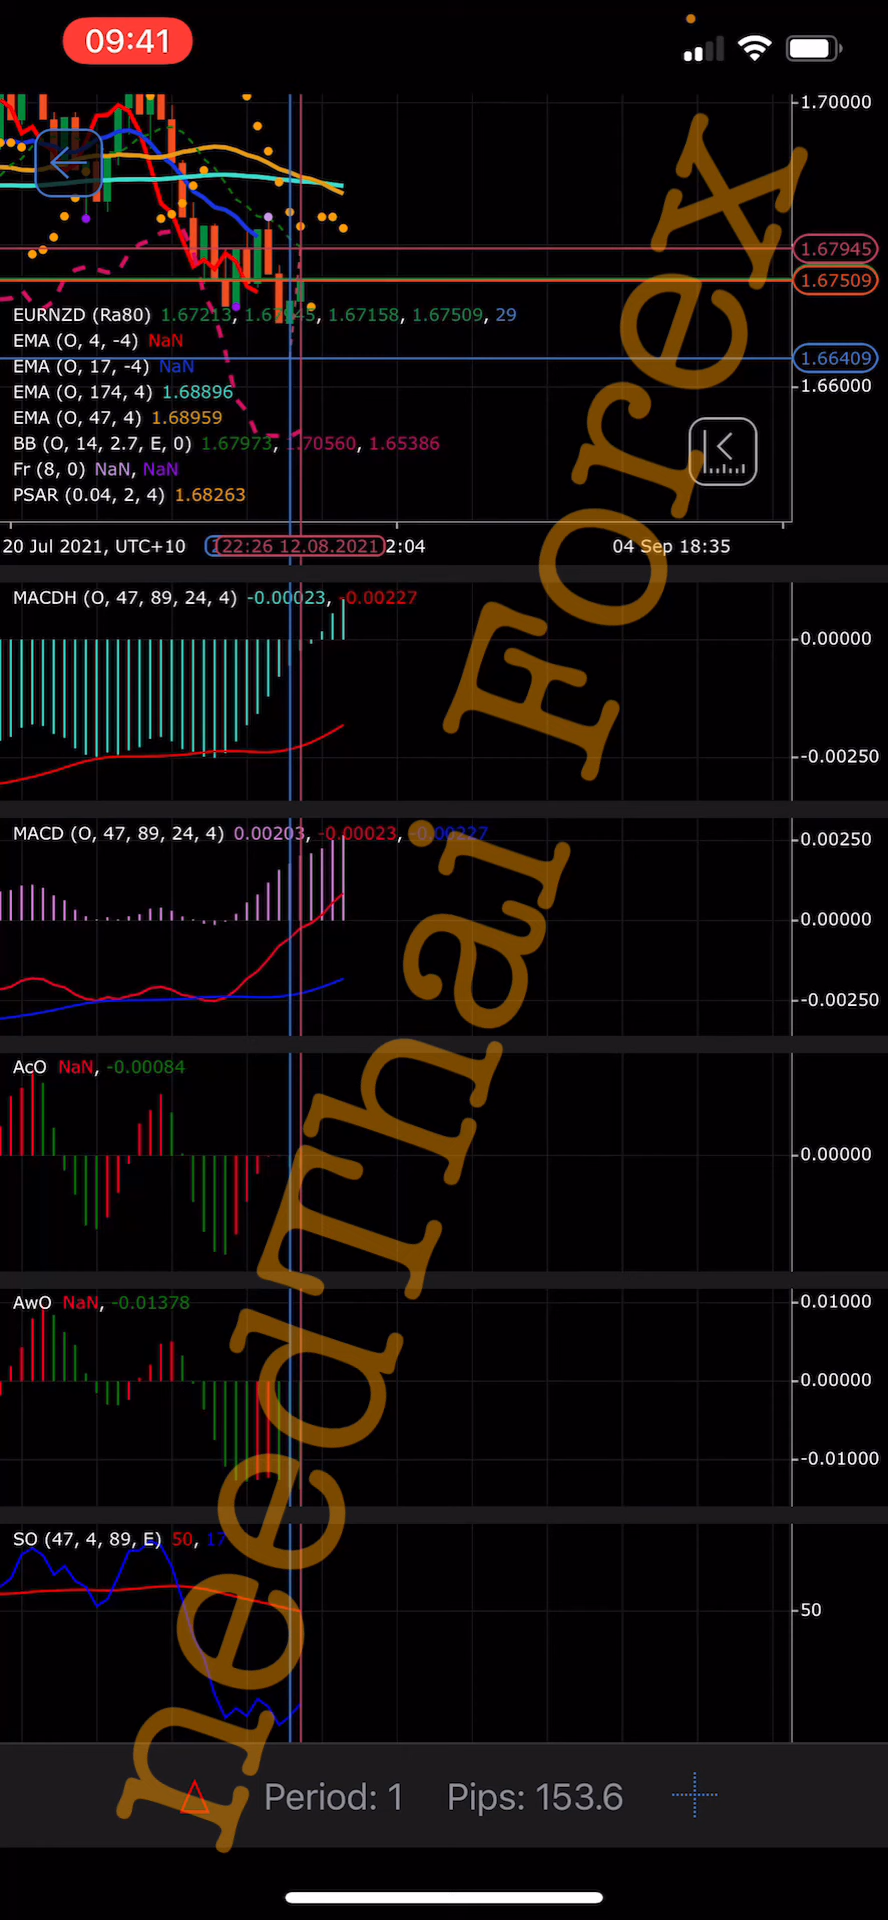 09:41
1.70000
1.67945
1.67509
EURNZD (Ra80) 1.67213, 1.67945, 1.67158, 1.67509, 29
EMA (O, 4, -4) NaN
EMA (O, 17, -4) NaN
1.66409
EMA (O, 174, 4) 1.68896
1.66000
EMA (O, 47, 4) 1.68959
BB (O, 14, 2.7, E, 0) 1.67973, 1.70560, 1.65386
Fr (8, 0) NaN, NaN
PSAR (0.04, 2, 4) 1.68263
20 Jul 2021, UTC+10 22:26 12.08.2021 2:04 04 Sep 18:35
MACDH (O, 47, 89, 24, 4) -0.00023, -0.00227
0.00000
-0.00250
MACD (O, 47, 89, 24, 4) 0.00203, -0.00023, -0.00227
0.00250
0.00000
-0.00250
AcO NaN, -0.00084
0.00000
AwO NaN, -0.01378
0.01000
0.00000
-0.01000
SO (47, 4, 89, E) 50, 17
50
Period: 1 Pips: 153.6
needThai Forex